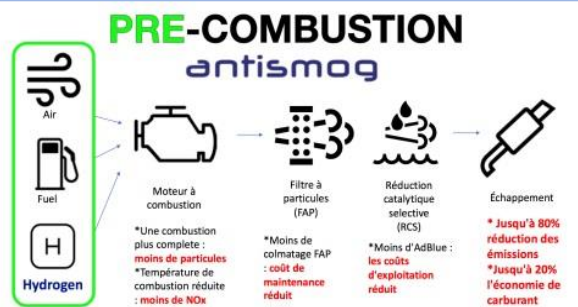 PRE-COMBUSTION
antismog
Air
Fuel
H
Hydrogen
Moteur à
combustion
*Une combustion
plus complete :
moins de particules
*Température de
combustion réduite
: moins de NOx
Filtre à
particules
(FAP)
*Moins de
colmatage FAP
: coût de
maintenance
réduit
Réduction
catalytique
selective
(RCS)
*Moins d'AdBlue :
les coûts
d'exploitation
réduit
Échappement
* Jusqu'à 80%
réduction des
émissions
*Jusqu'à 20%
l'économie de
carburant